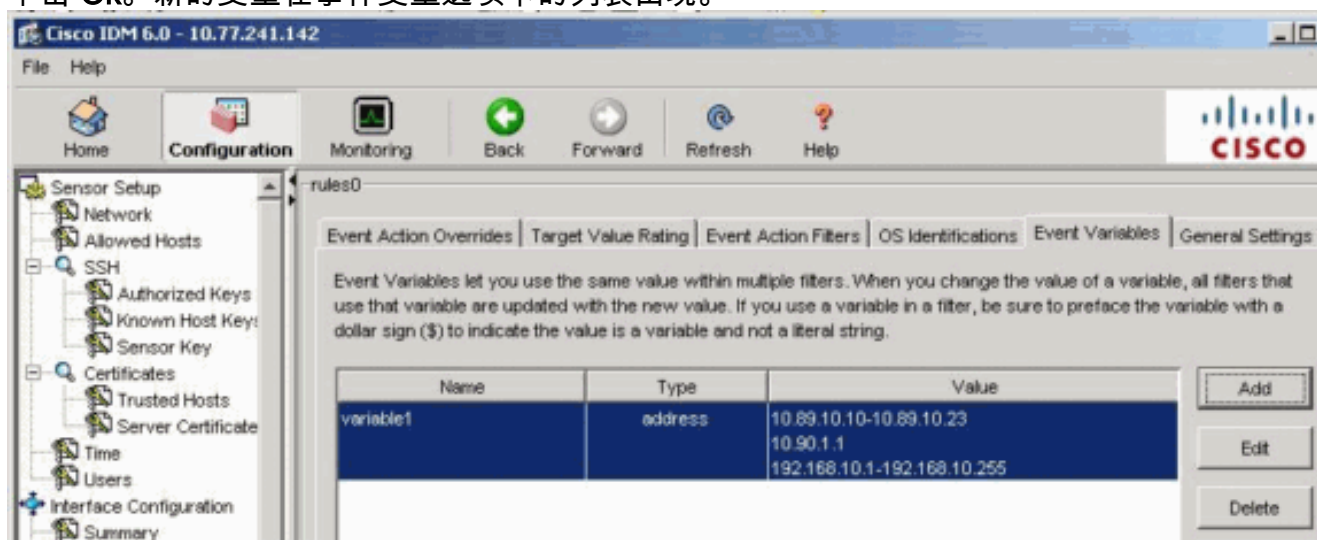 Cisco IDM 6.0 - 10.77.241.142
File Help
Home Configuration Monitoring Back Forward Refresh Help
CISCO
Sensor Setup
Network
Allowed Hosts
SSH
Authorized Keys
Known Host Key
Sensor Key
Certificates
Trusted Hosts
Server Certificate
Time
Users
Interface Configuration
Summary
rules0
Event Action Overrides Target Value Rating Event Action Filters OS Identifications Event Variables General Settings
Event Variables let you use the same value within multiple filters. When you change the value of a variable, all filters that
use that variable are updated with the new value. If you use a variable in a filter, be sure to preface the variable with a
dollar sign ($) to indicate the value is a variable and not a literal string.
Name Type Value
variable1 address 10.89.10.10-10.89.10.23
10.90.1.1
192.168.10.1-192.168.10.255
Add
Edit
Delete